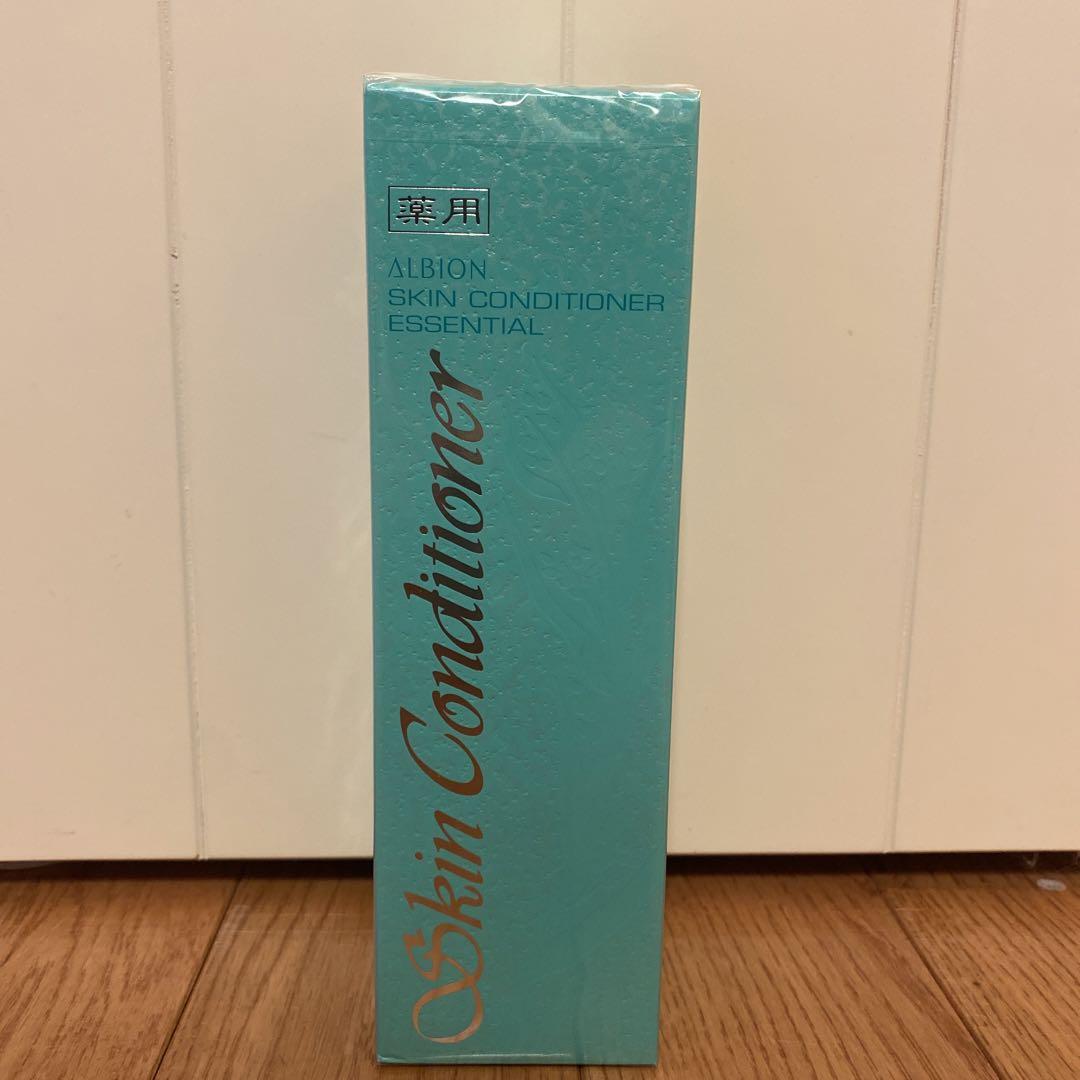 薬用
ALBION
SKIN CONDITIONER
ESSENTIAL
Skin Conditioner